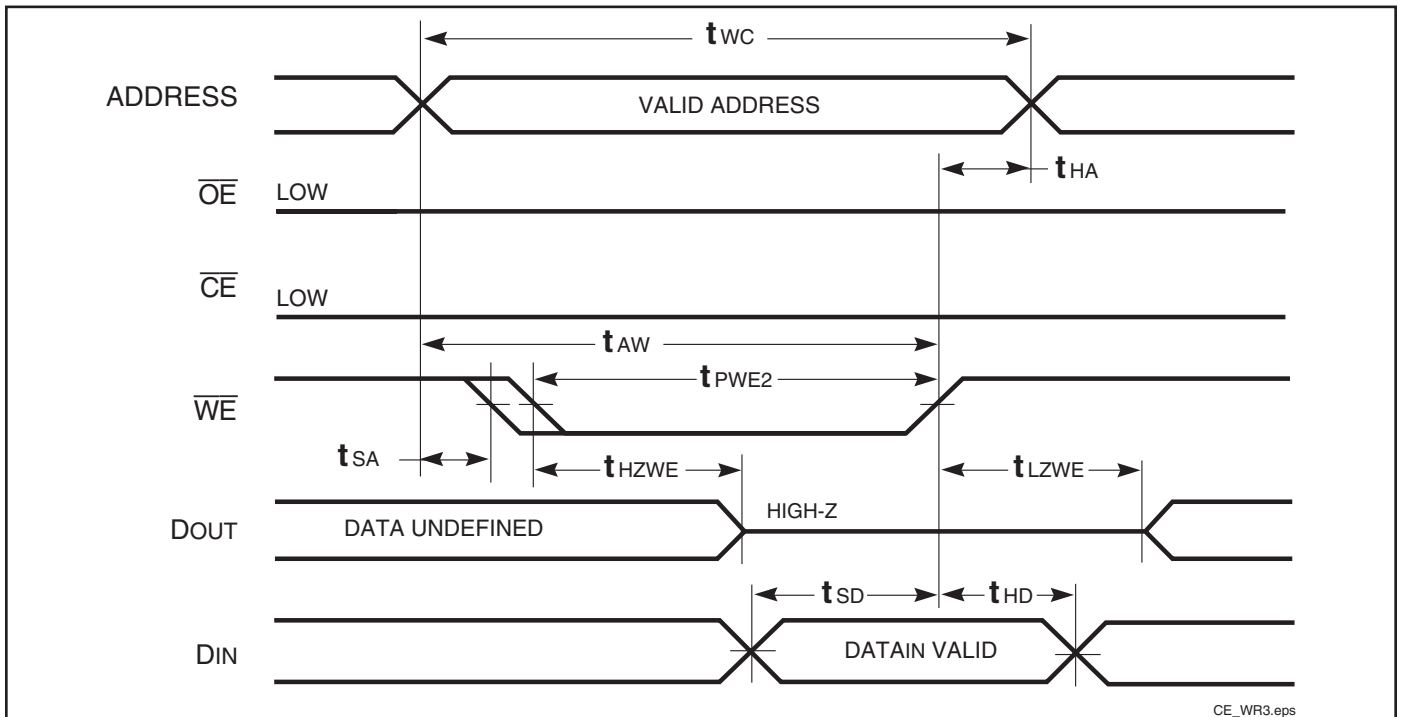 tWC
ADDRESS
VALID ADDRESS
tHA
OE
LOW
CE
LOW
tAW
tPWE2
WE
tSA
tHZWE
tLZWE
DOUT
DATA UNDEFINED
HIGH-Z
tSD
tHD
DIN
DATAIN VALID
CE_WR3.eps